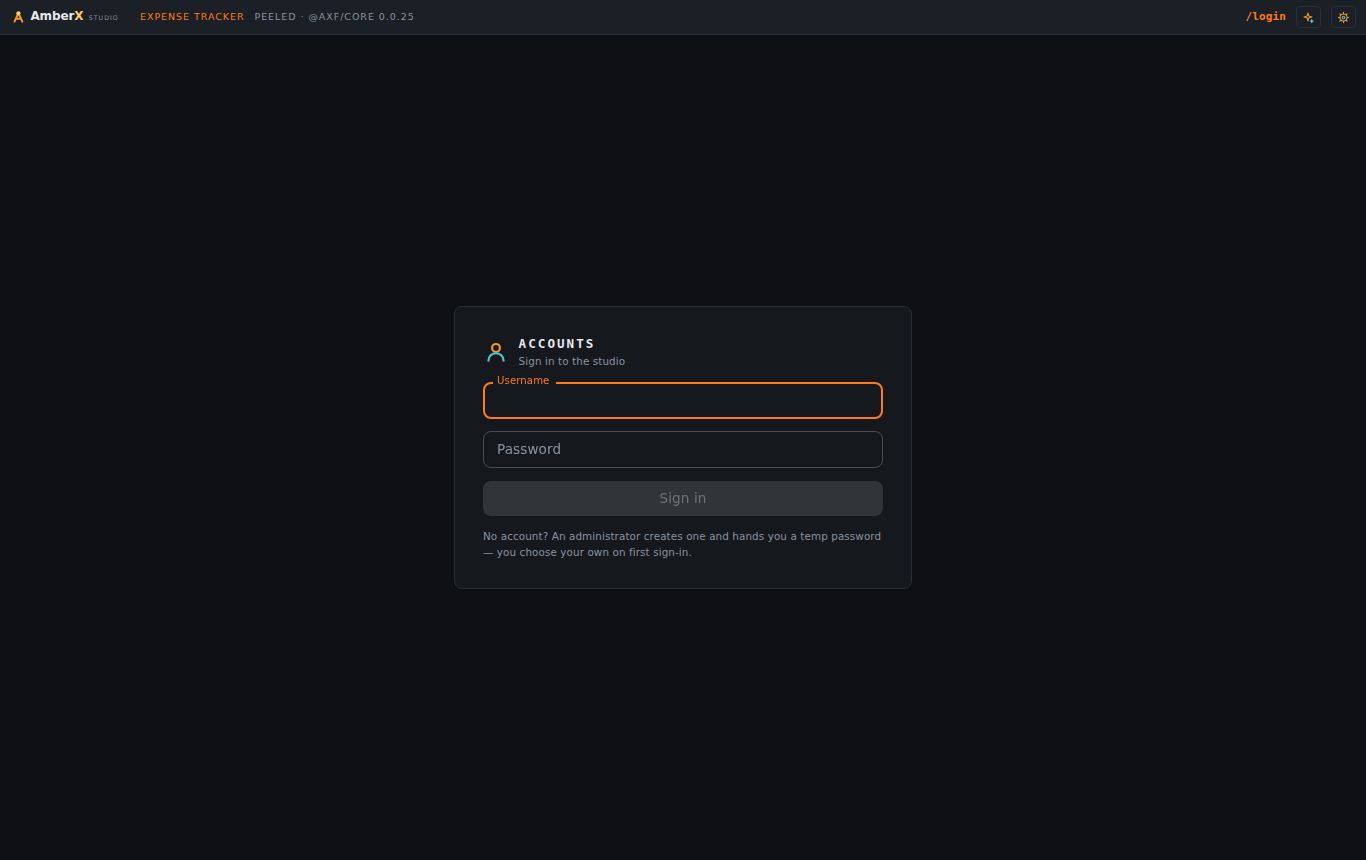 AmberX STUDIO EXPENSE TRACKER PEELED · @AXF/CORE 0.0.25 /login
ACCOUNTS
Sign in to the studio
Username
Password
Sign in
No account? An administrator creates one and hands you a temp password
— you choose your own on first sign-in.